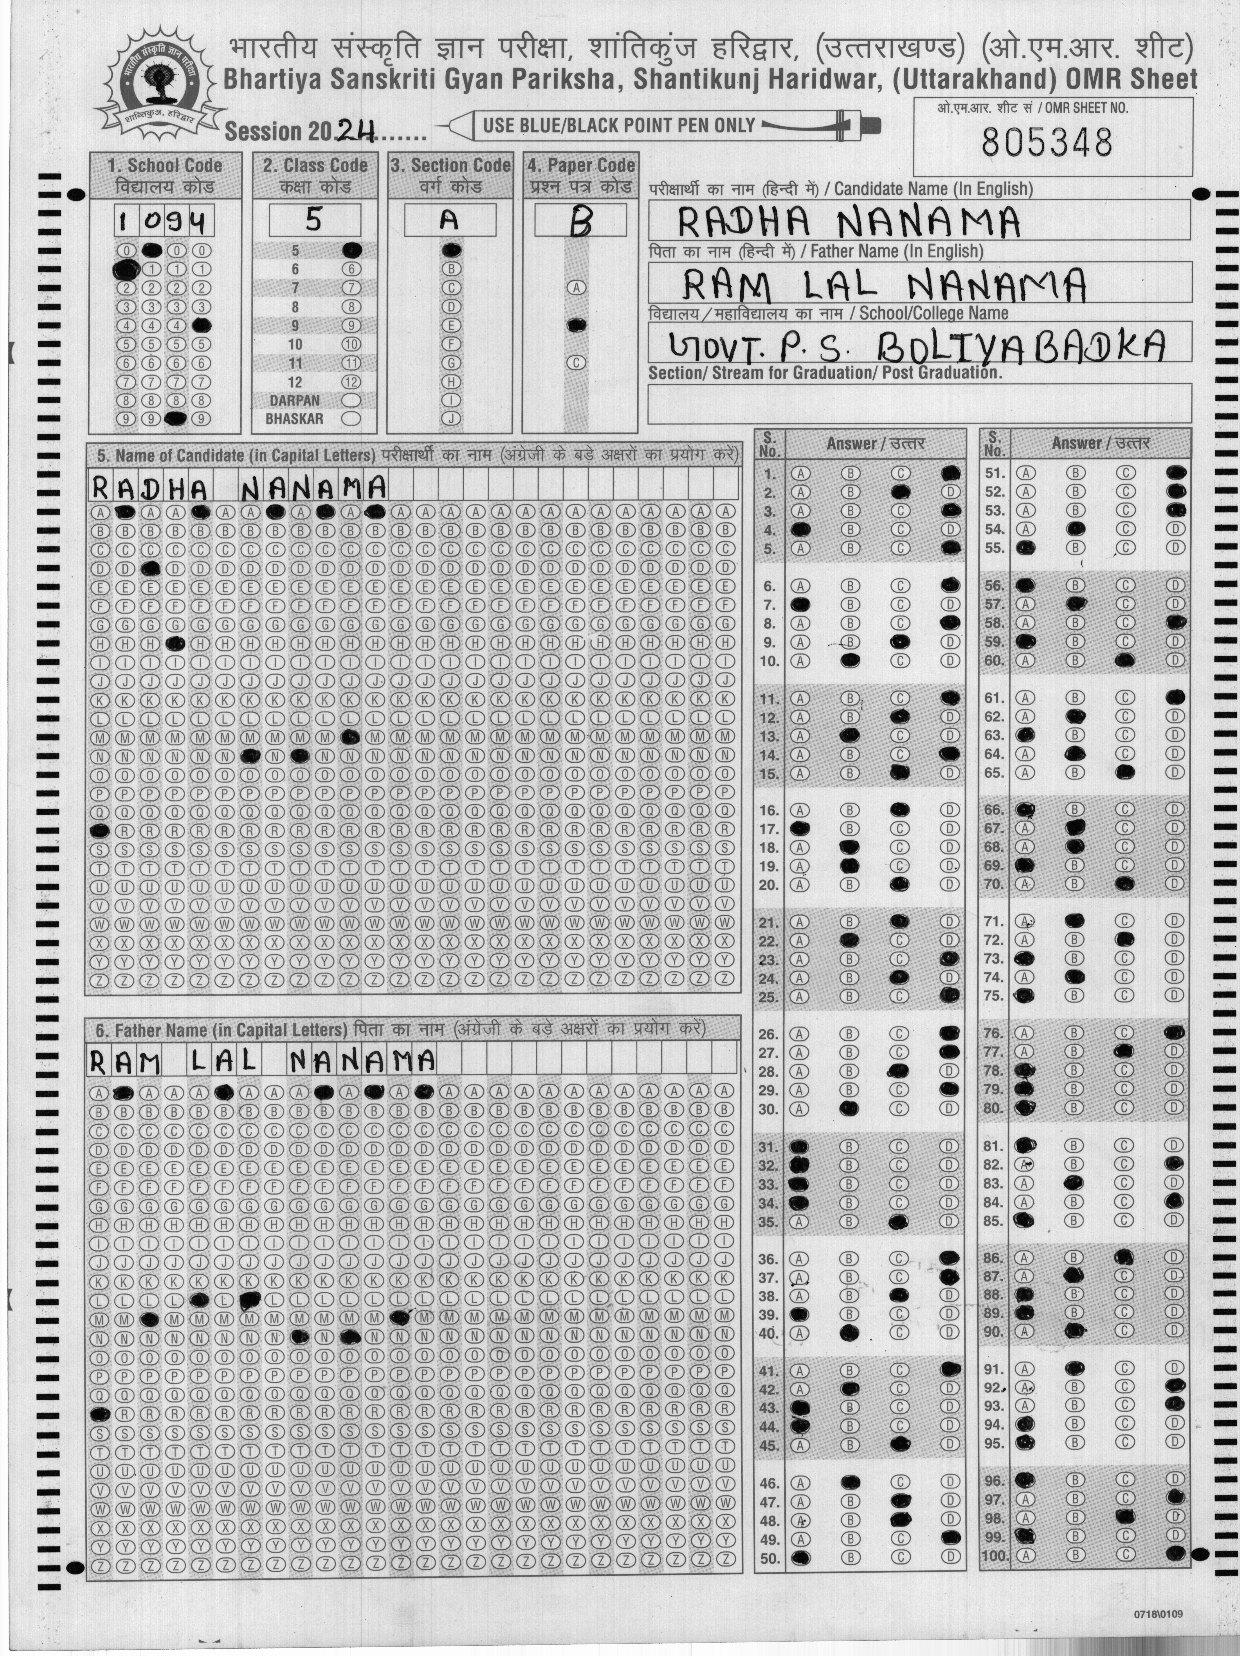 भारतीय संस्कृति ज्ञान परीक्षा, शांतिकुंज हरिद्वार, (उत्तराखण्ड) (ओ.एम.आर. शीट)
Bhartiya Sanskriti Gyan Pariksha, Shantikunj Haridwar, (Uttarakhand) OMR Sheet
Session 2024
USE BLUE/BLACK POINT PEN ONLY
ओ.एम.आर. शीट सं / OMR SHEET NO.
805348
1. School Code
विद्यालय कोड
1094
2. Class Code
कक्षा कोड
5
5
6
7
8
9
10
11
12
DARPAN
BHASKAR
3. Section Code
वर्ग कोड
A
4. Paper Code
प्रश्न पत्र कोड
B
परीक्षार्थी का नाम (हिन्दी में) / Candidate Name (In English)
RADHA NANAMA
पिता का नाम (हिन्दी में) / Father Name (In English)
RAM LAL NANAMA
विद्यालय/महाविद्यालय का नाम / School/College Name
GOVT. P. S. BOLIYABADKA
Section/ Stream for Graduation/ Post Graduation.
5. Name of Candidate (in Capital Letters) परीक्षार्थी का नाम (अंग्रेजी के बड़े अक्षरों का प्रयोग करें)
RADHA NANAMA
6. Father Name (in Capital Letters) पिता का नाम (अंग्रेजी के बड़े अक्षरों का प्रयोग करें)
RAM LAL NANAMA
S. No. Answer / उत्तर
S. No. Answer / उत्तर
0718\0109